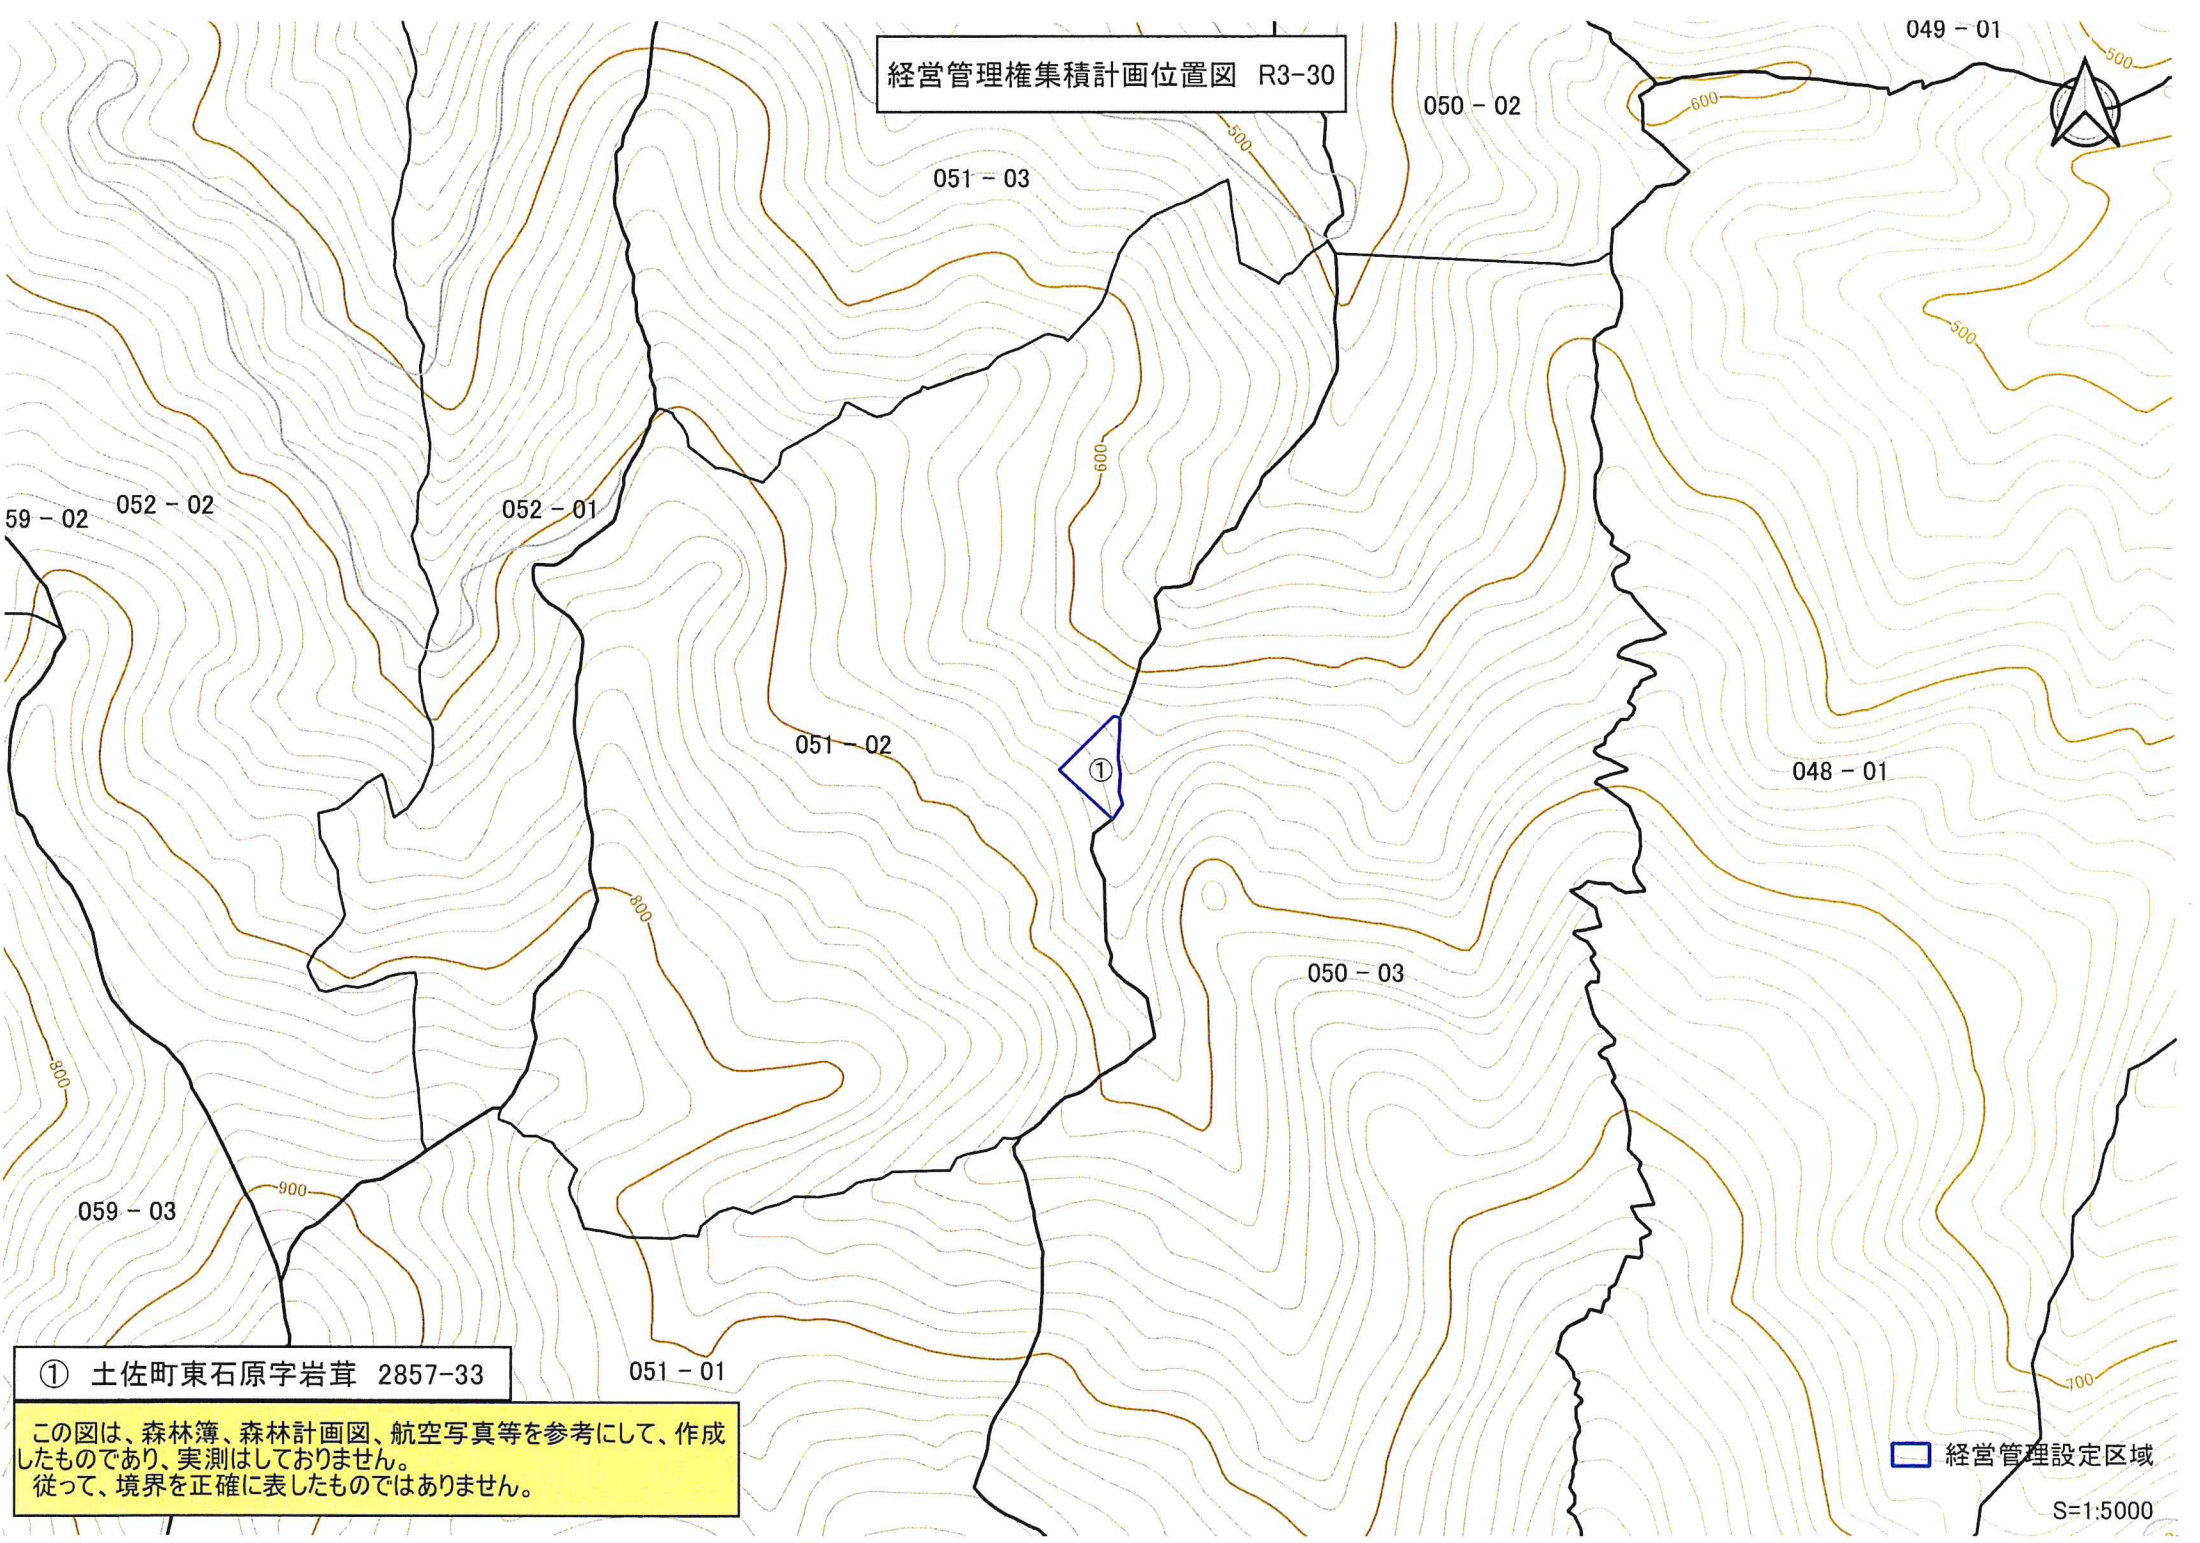 049 - 01
500
経営管理権集積計画位置図 R3-30
050 - 02
600
500
051 - 03
500
600
052 - 02
052 - 01
59 - 02
051 - 02
①
048 - 01
800
050 - 03
800
900
059 - 03
051 - 01
① 土佐町東石原字岩茸 2857-33
700
この図は、森林簿、森林計画図、航空写真等を参考にして、作成
したものであり、実測はしておりません。
従って、境界を正確に表したものではありません。
経営管理設定区域
S=1:5000